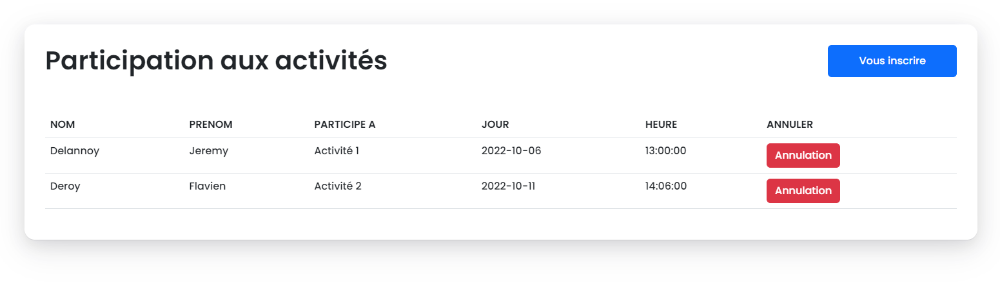 Participation aux activités
Vous inscrire
NOM PRENOM PARTICIPE A JOUR HEURE ANNULER
Delannoy Jeremy Activité 1 2022-10-06 13:00:00 Annulation
Deroy Flavien Activité 2 2022-10-11 14:06:00 Annulation